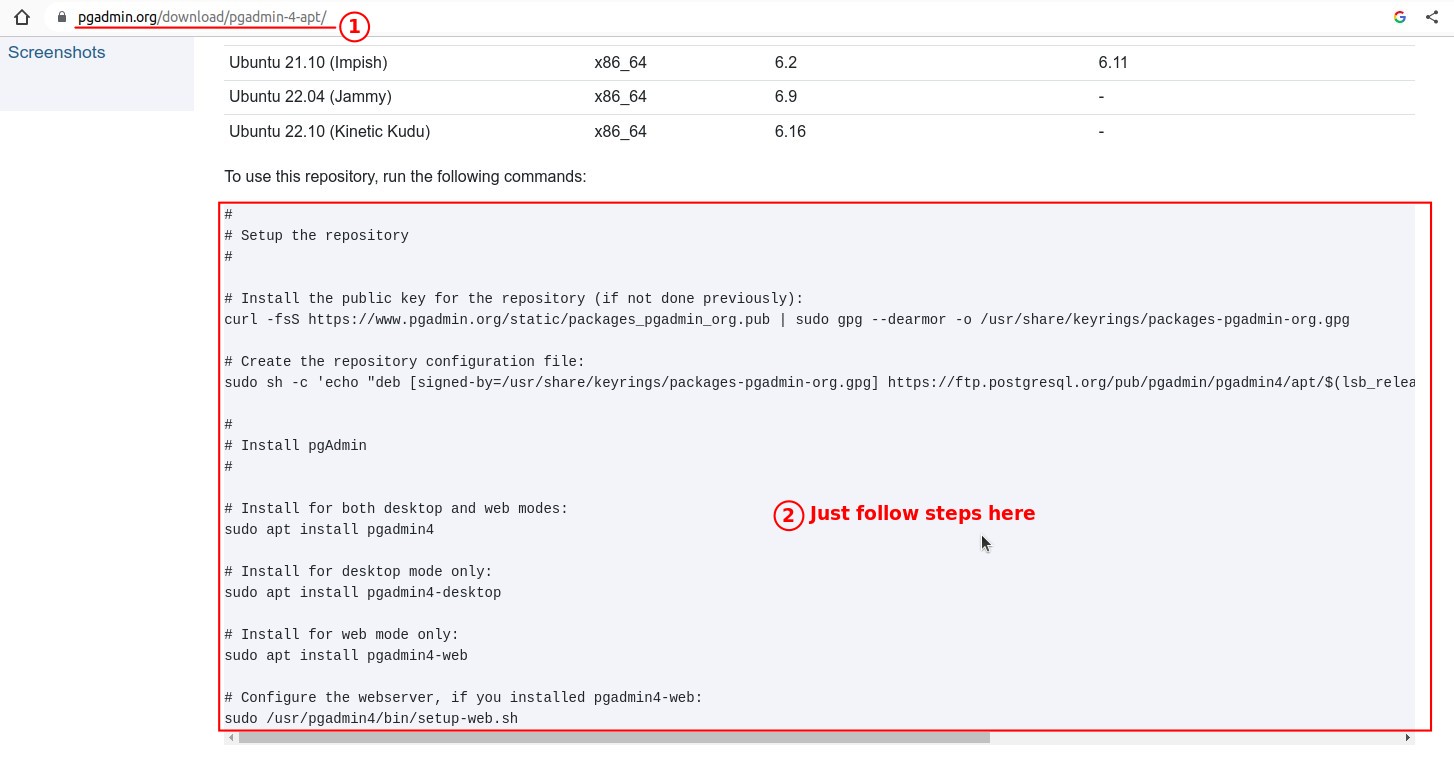 pgadmin.org/download/pgadmin-4-apt/
1
Screenshots
Ubuntu 21.10 (Impish) x86_64 6.2 6.11
Ubuntu 22.04 (Jammy) x86_64 6.9 -
Ubuntu 22.10 (Kinetic Kudu) x86_64 6.16 -
To use this repository, run the following commands:
#
# Setup the repository
#
# Install the public key for the repository (if not done previously):
curl -fsS https://www.pgadmin.org/static/packages_pgadmin_org.pub | sudo gpg --dearmor -o /usr/share/keyrings/packages-pgadmin-org.gpg
# Create the repository configuration file:
sudo sh -c 'echo "deb [signed-by=/usr/share/keyrings/packages-pgadmin-org.gpg] https://ftp.postgresql.org/pub/pgadmin/pgadmin4/apt/$(lsb_relea
#
# Install pgAdmin
#
# Install for both desktop and web modes:
sudo apt install pgadmin4
2 Just follow steps here
# Install for desktop mode only:
sudo apt install pgadmin4-desktop
# Install for web mode only:
sudo apt install pgadmin4-web
# Configure the webserver, if you installed pgadmin4-web:
sudo /usr/pgadmin4/bin/setup-web.sh